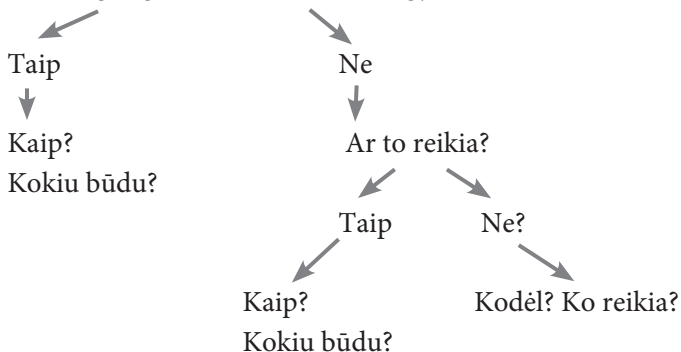 Taip
Ne
Kaip?
Kokiu būdu?
Ar to reikia?
Taip
Ne?
Kaip?
Kokiu būdu?
Kodėl? Ko reikia?